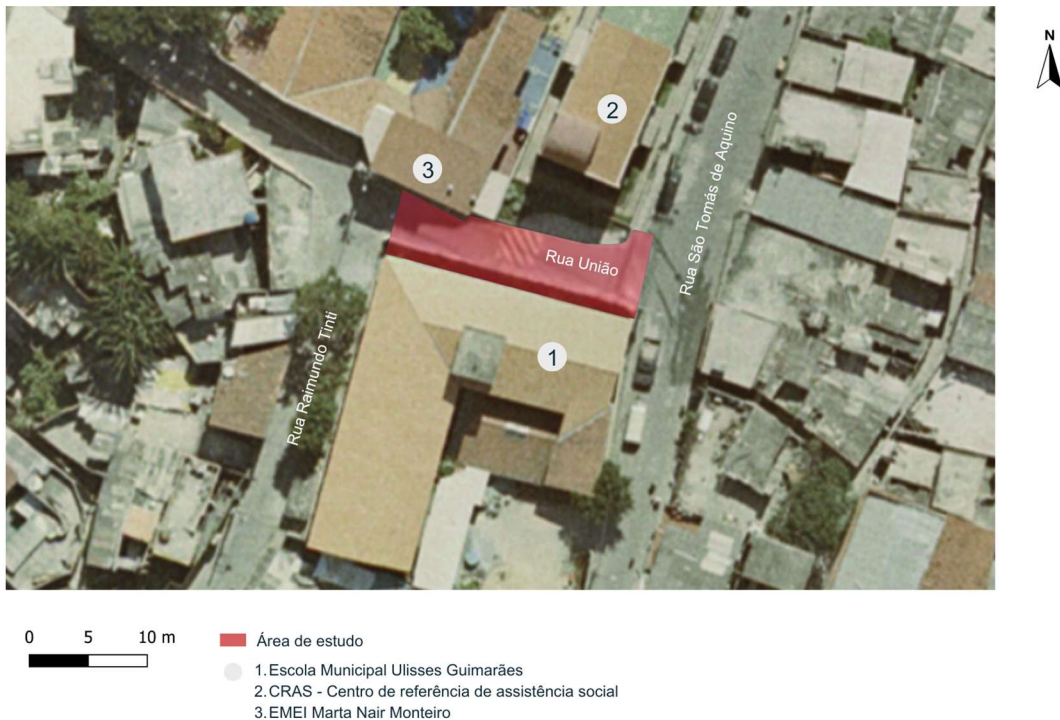 N
2
3
Rua São Tomás de Aquino
Rua União
Rua Raimundo Tinti
1
0 5 10 m
Área de estudo
1.Escola Municipal Ulisses Guimarães
2.CRAS - Centro de referência de assistência social
3.EMEI Marta Nair Monteiro